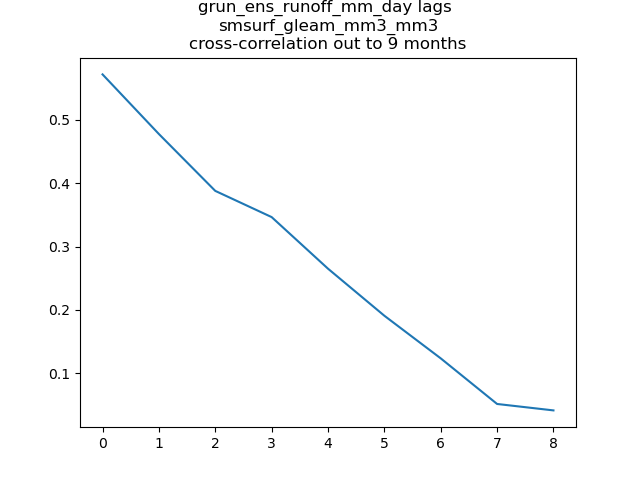 grun_ens_runoff_mm_day lags
smsurf_gleam_mm3_mm3
cross-correlation out to 9 months
0.5
0.4
0.3
0.2
0.1
0 1 2 3 4 5 6 7 8